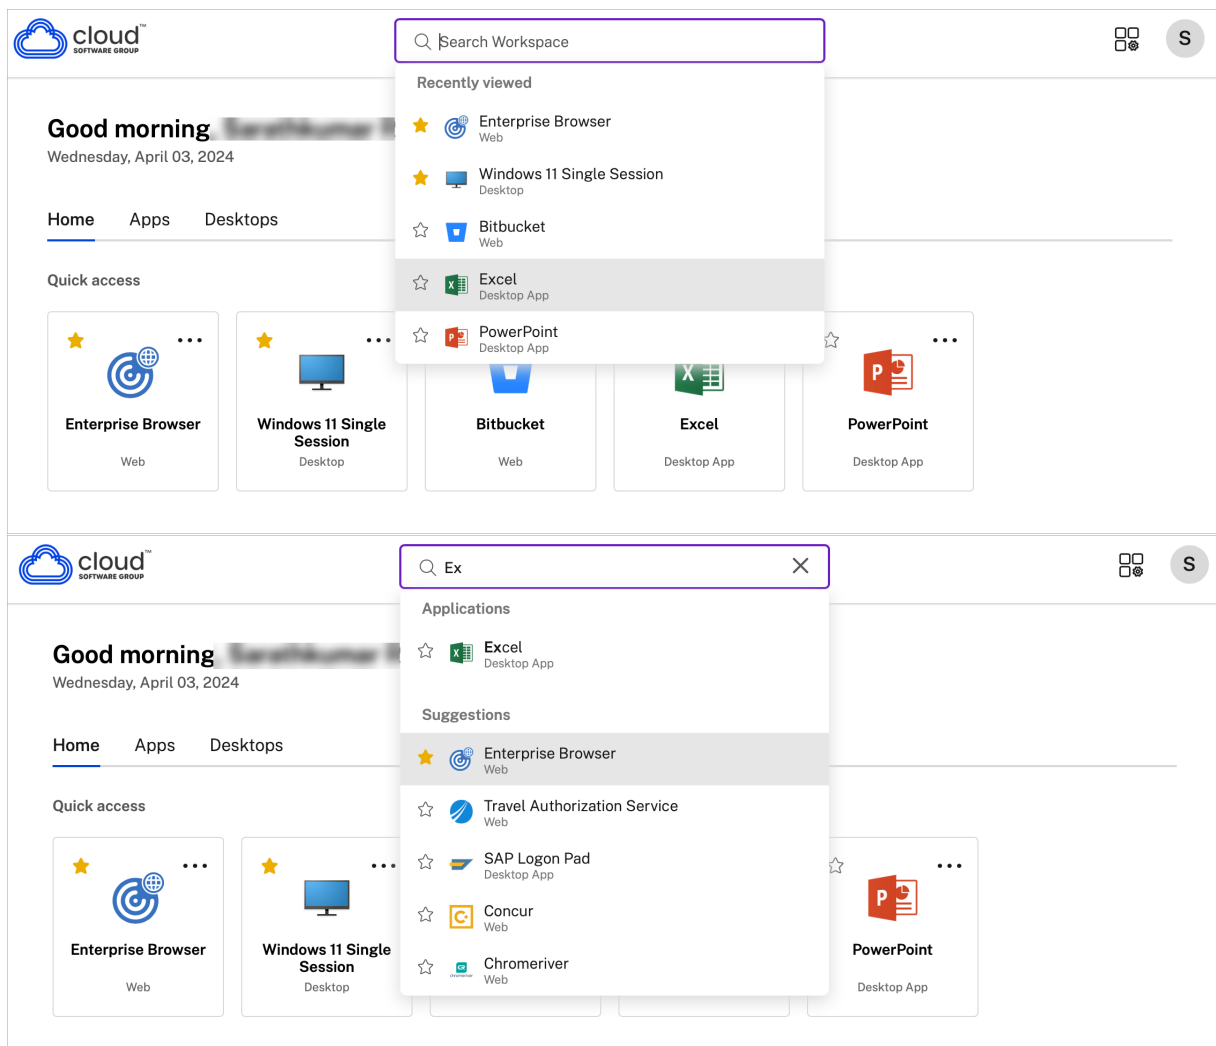 cloud™
SOFTWARE GROUP
Search Workspace
S
Recently viewed
Enterprise Browser
Web
Windows 11 Single Session
Desktop
Bitbucket
Web
Excel
Desktop App
PowerPoint
Desktop App
Good morning,
Wednesday, April 03, 2024
Home Apps Desktops
Quick access
Enterprise Browser
Web
Windows 11 Single
Session
Desktop
Bitbucket
Web
Excel
Desktop App
PowerPoint
Desktop App
cloud™
SOFTWARE GROUP
Ex
S
Applications
Excel
Desktop App
Suggestions
Enterprise Browser
Web
Travel Authorization Service
Web
SAP Logon Pad
Desktop App
Concur
Web
Chromeriver
Web
Good morning,
Wednesday, April 03, 2024
Home Apps Desktops
Quick access
Enterprise Browser
Web
Windows 11 Single
Session
Desktop
PowerPoint
Desktop App